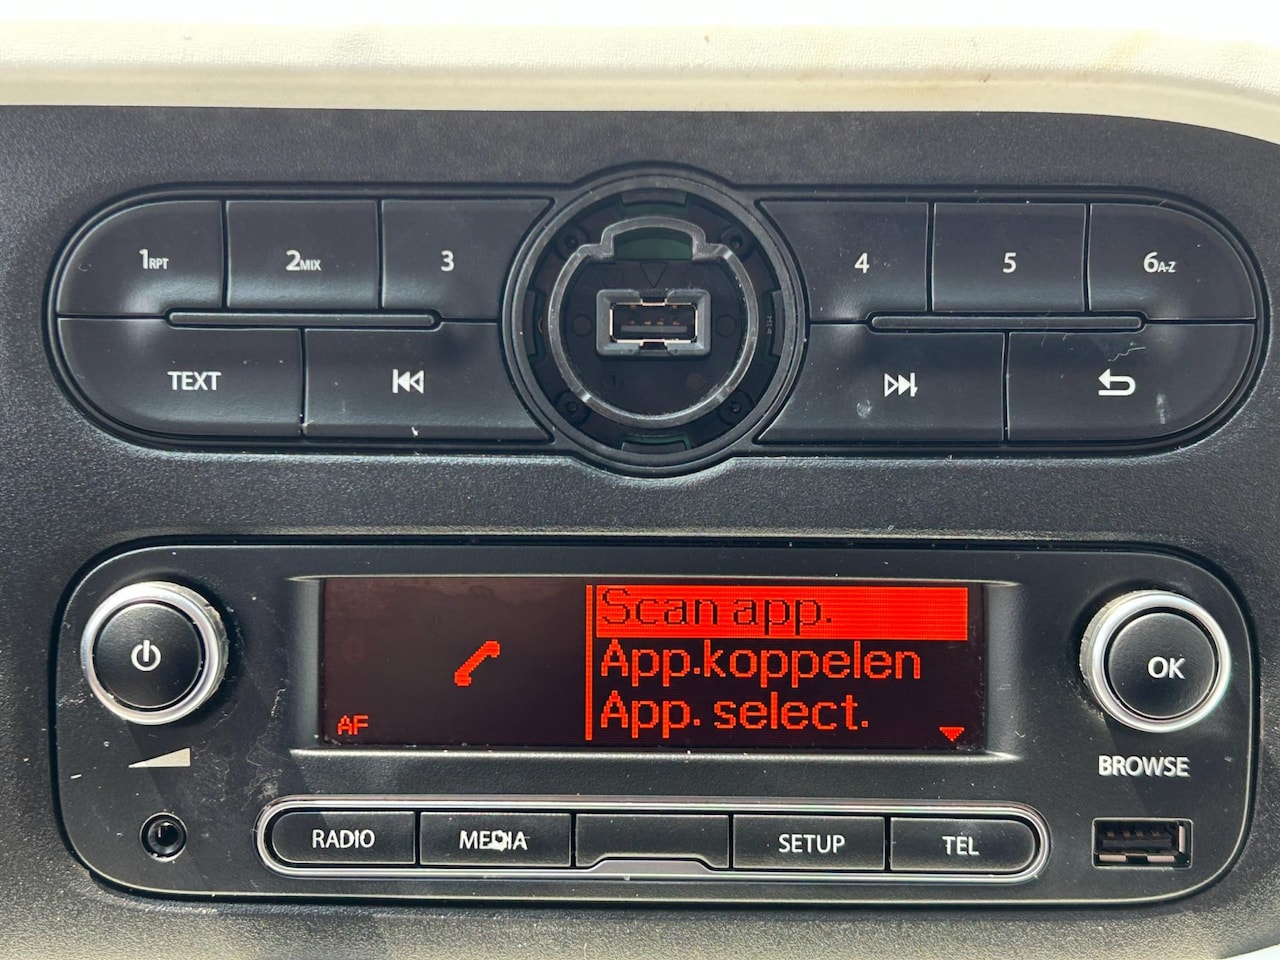 1RPT 2MIX 3 4 5 6A-Z
TEXT
Scan app.
App.koppelen
App. select.
AF
OK
BROWSE
RADIO MEDIA SETUP TEL